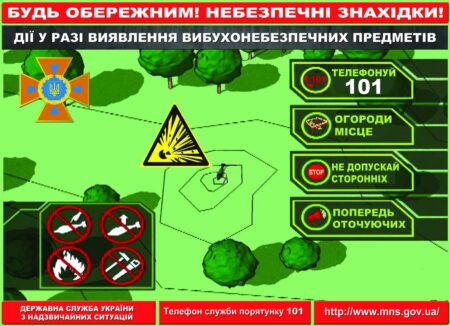 БУДЬ ОБЕРЕЖНИМ! НЕБЕЗПЕЧНІ ЗНАХІДКИ!
ДІЇ У РАЗІ ВИЯВЛЕННЯ ВИБУХОНЕБЕЗПЕЧНИХ ПРЕДМЕТІВ
101
ТЕЛЕФОНУЙ
101
ОГОРОДИ
МІСЦЕ
STOP
НЕ ДОПУСКАЙ
СТОРОННІХ
ПОПЕРЕДЬ
ОТОЧУЮЧИХ
ДЕРЖАВНА СЛУЖБА УКРАЇНИ
З НАДЗВИЧАЙНИХ СИТУАЦІЙ
Телефон служби порятунку 101
http://www.mns.gov.ua/